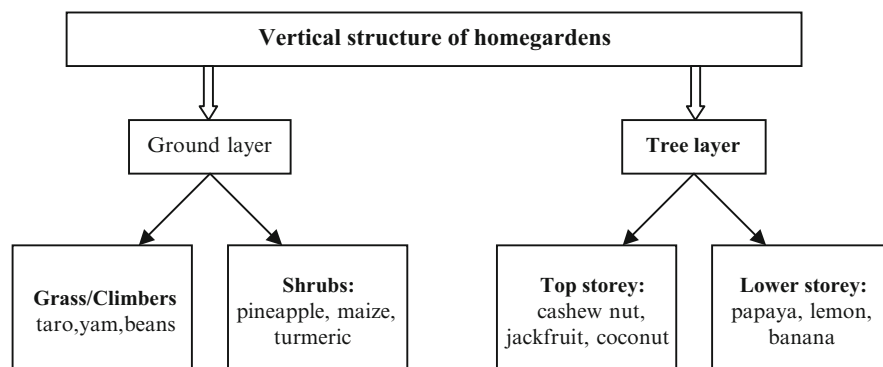 Vertical structure of homegardens
Ground layer
Tree layer
Grass/Climbers
taro,yam,beans
Shrubs:
pineapple, maize,
turmeric
Top storey:
cashew nut,
jackfruit, coconut
Lower storey:
papaya, lemon,
banana